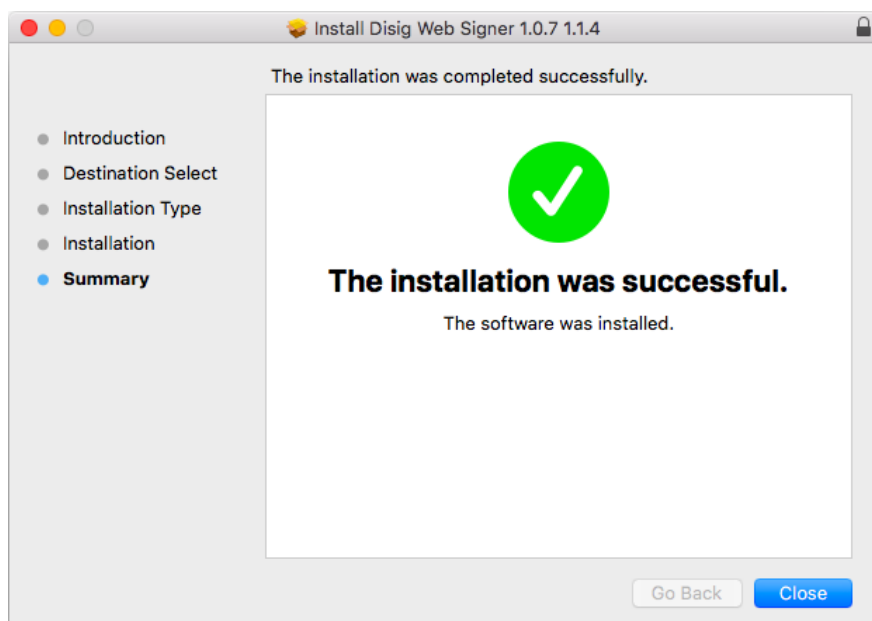 Install Disig Web Signer 1.0.7 1.1.4
The installation was completed successfully.
Introduction
Destination Select
Installation Type
Installation
Summary
The installation was successful.
The software was installed.
Go Back
Close